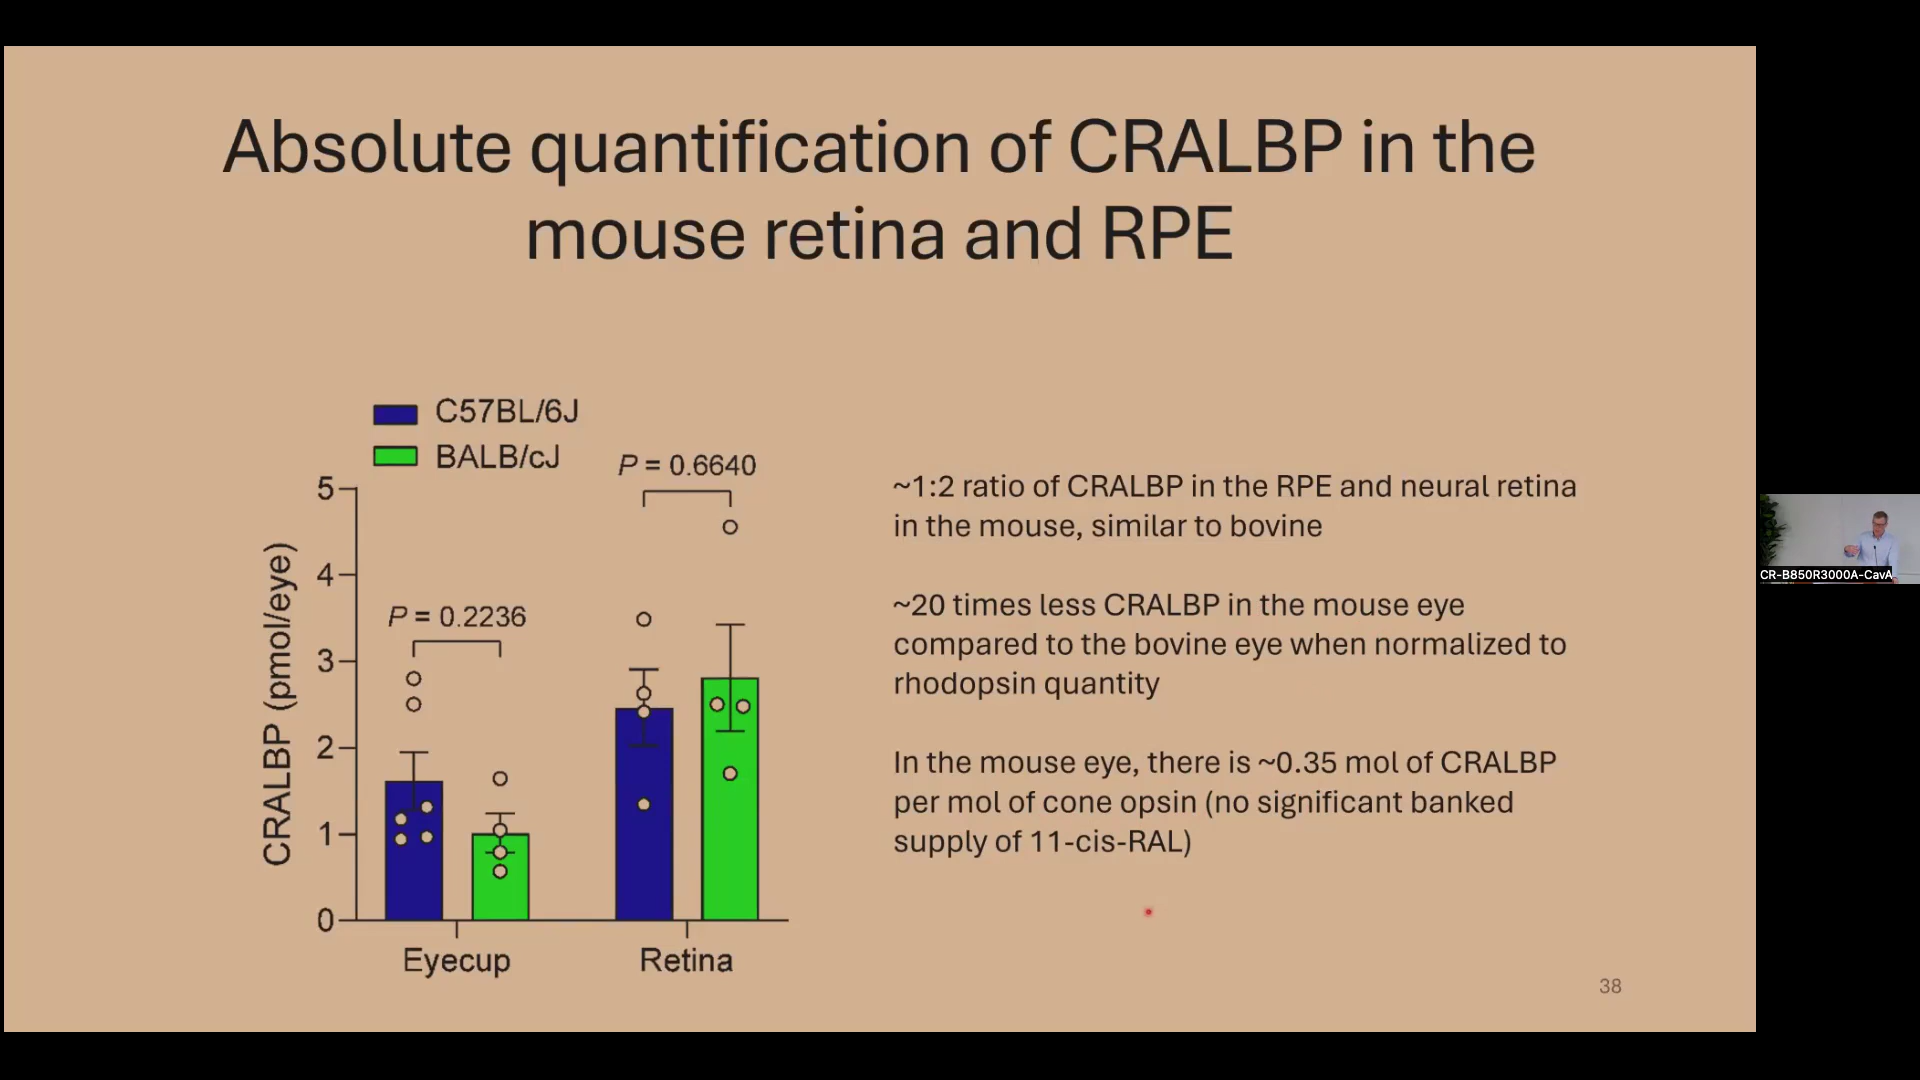 Absolute quantification of CRALBP in the
mouse retina and RPE
C57BL/6J
BALB/cJ
P = 0.6640
P = 0.2236
CRALBP (pmol/eye)
5
4
3
2
1
0
Eyecup
Retina
~1:2 ratio of CRALBP in the RPE and neural retina
in the mouse, similar to bovine
~20 times less CRALBP in the mouse eye
compared to the bovine eye when normalized to
rhodopsin quantity
In the mouse eye, there is ~0.35 mol of CRALBP
per mol of cone opsin (no significant banked
supply of 11-cis-RAL)
38
CR-B850R3000A-CavA